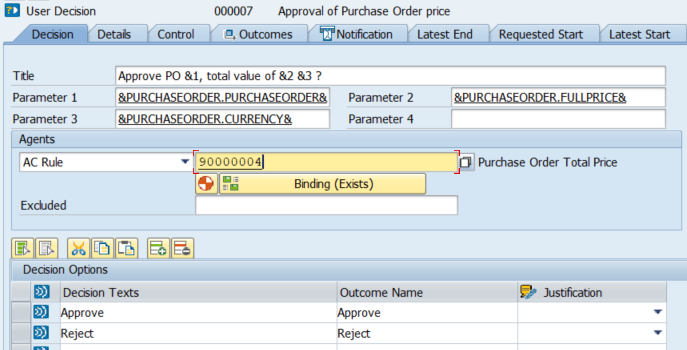 User Decision 000007 Approval of Purchase Order price
Decision Details Control Outcomes Notification Latest End Requested Start Latest Start
Title Approve PO &1, total value of &2 &3 ?
Parameter 1 &PURCHASEORDER.PURCHASEORDER& Parameter 2 &PURCHASEORDER.FULLPRICE&
Parameter 3 &PURCHASEORDER.CURRENCY& Parameter 4
Agents
AC Rule 90000004 Purchase Order Total Price
Binding (Exists)
Excluded
Decision Options
Decision Texts Outcome Name Justification
Approve Approve
Reject Reject